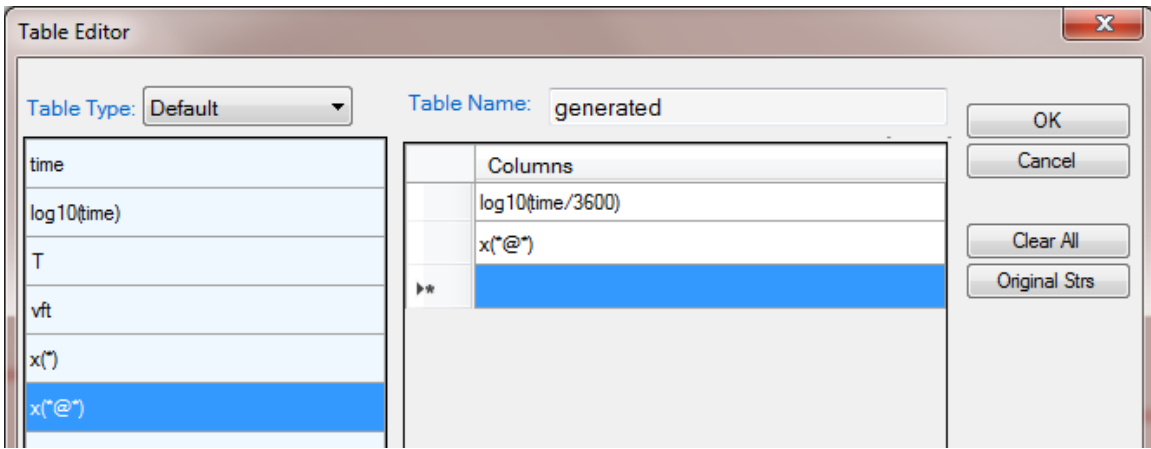 Table Editor
Table Type: Default
Table Name: generated
OK
Cancel
Clear All
Original Strs
time
log10(time)
T
vft
x(*)
x(*@*)
Columns
log10(time/3600)
x(*@*)